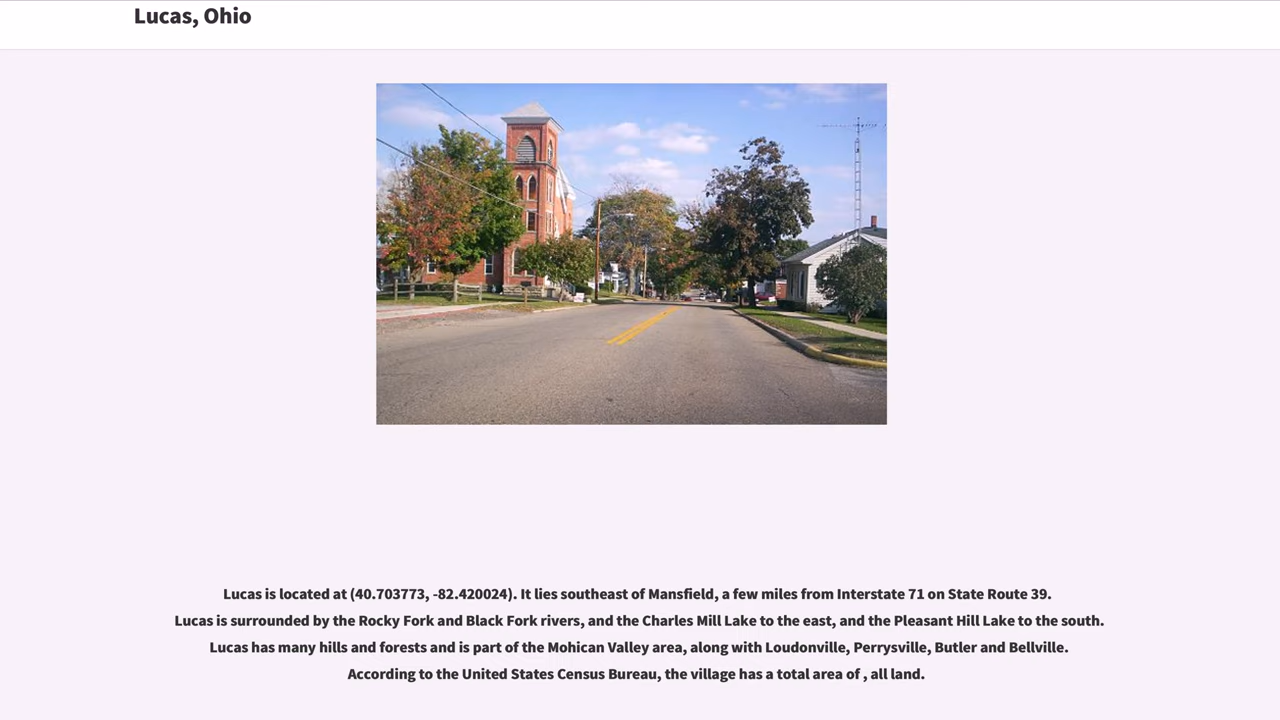 Lucas, Ohio
Lucas is located at (40.703773, -82.420024). It lies southeast of Mansfield, a few miles from Interstate 71 on State Route 39.
Lucas is surrounded by the Rocky Fork and Black Fork rivers, and the Charles Mill Lake to the east, and the Pleasant Hill Lake to the south.
Lucas has many hills and forests and is part of the Mohican Valley area, along with Loudonville, Perrysville, Butler and Bellville.
According to the United States Census Bureau, the village has a total area of , all land.